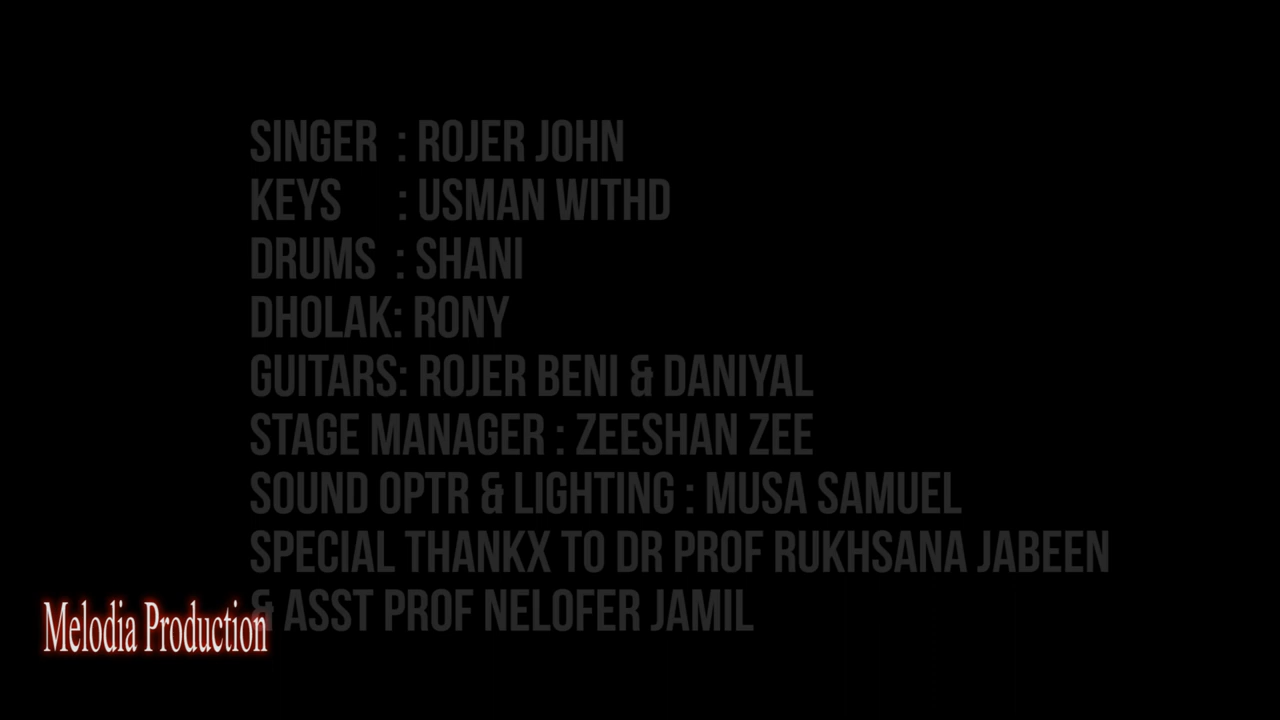 SINGER : ROJER JOHN
KEYS : USMAN WITHD
DRUMS : SHANI
DHOLAK: RONY
GUITARS: ROJER BENI & DANIYAL
STAGE MANAGER : ZEESHAN ZEE
SOUND OPTR & LIGHTING : MUSA SAMUEL
SPECIAL THANKX TO DR PROF RUKHSANA JABEEN
& ASST PROF NELOFER JAMIL
Melodia Production